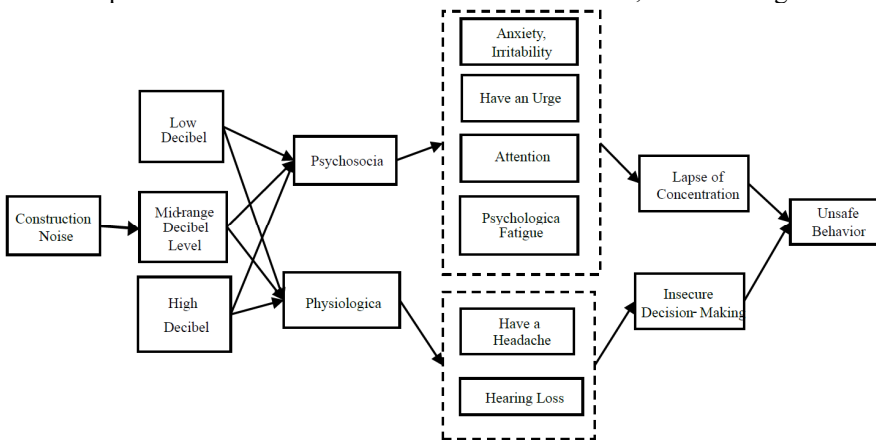 Construction
Noise
Low
Decibel
Mid-range
Decibel
Level
High
Decibel
Psychosocia
Physiologica
Anxiety,
Irritability
Have an Urge
Attention
Psychologica
Fatigue
Have a
Headache
Hearing Loss
Lapse of
Concentration
Insecure
Decision-Making
Unsafe
Behavior